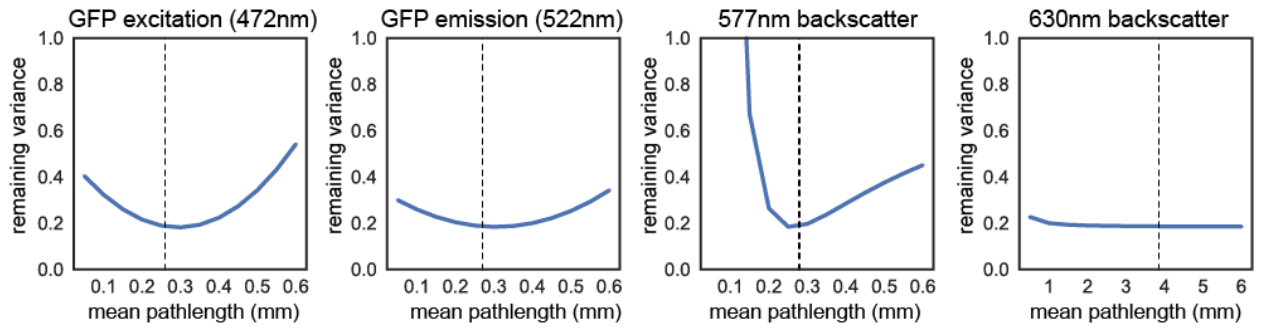 GFP excitation (472nm)
GFP emission (522nm)
577nm backscatter
630nm backscatter
remaining variance
1.0
0.8
0.6
0.4
0.2
0.0
0.1 0.2 0.3 0.4 0.5 0.6
mean pathlength (mm)
remaining variance
1.0
0.8
0.6
0.4
0.2
0.0
0.1 0.2 0.3 0.4 0.5 0.6
mean pathlength (mm)
remaining variance
1.0
0.8
0.6
0.4
0.2
0.0
0.1 0.2 0.3 0.4 0.5 0.6
mean pathlength (mm)
remaining variance
1.0
0.8
0.6
0.4
0.2
0.0
1 2 3 4 5 6
mean pathlength (mm)